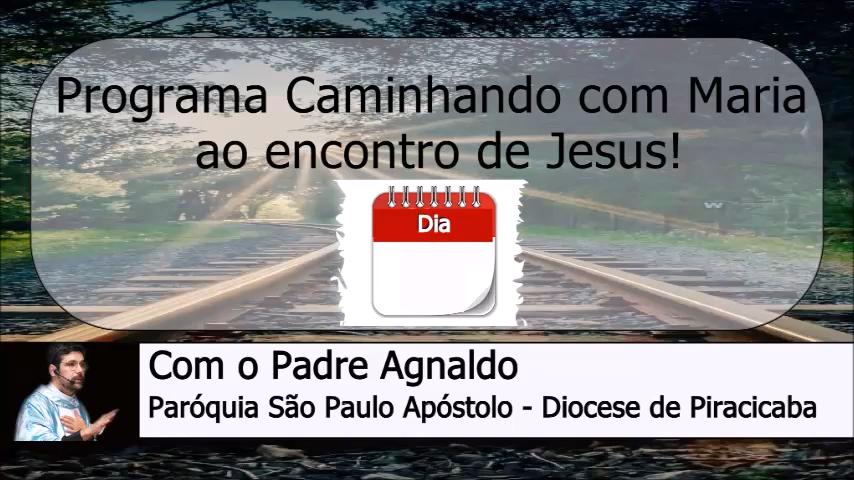 Programa Caminhando com Maria
ao encontro de Jesus!
Dia
Com o Padre Agnaldo
Paróquia São Paulo Apóstolo - Diocese de Piracicaba